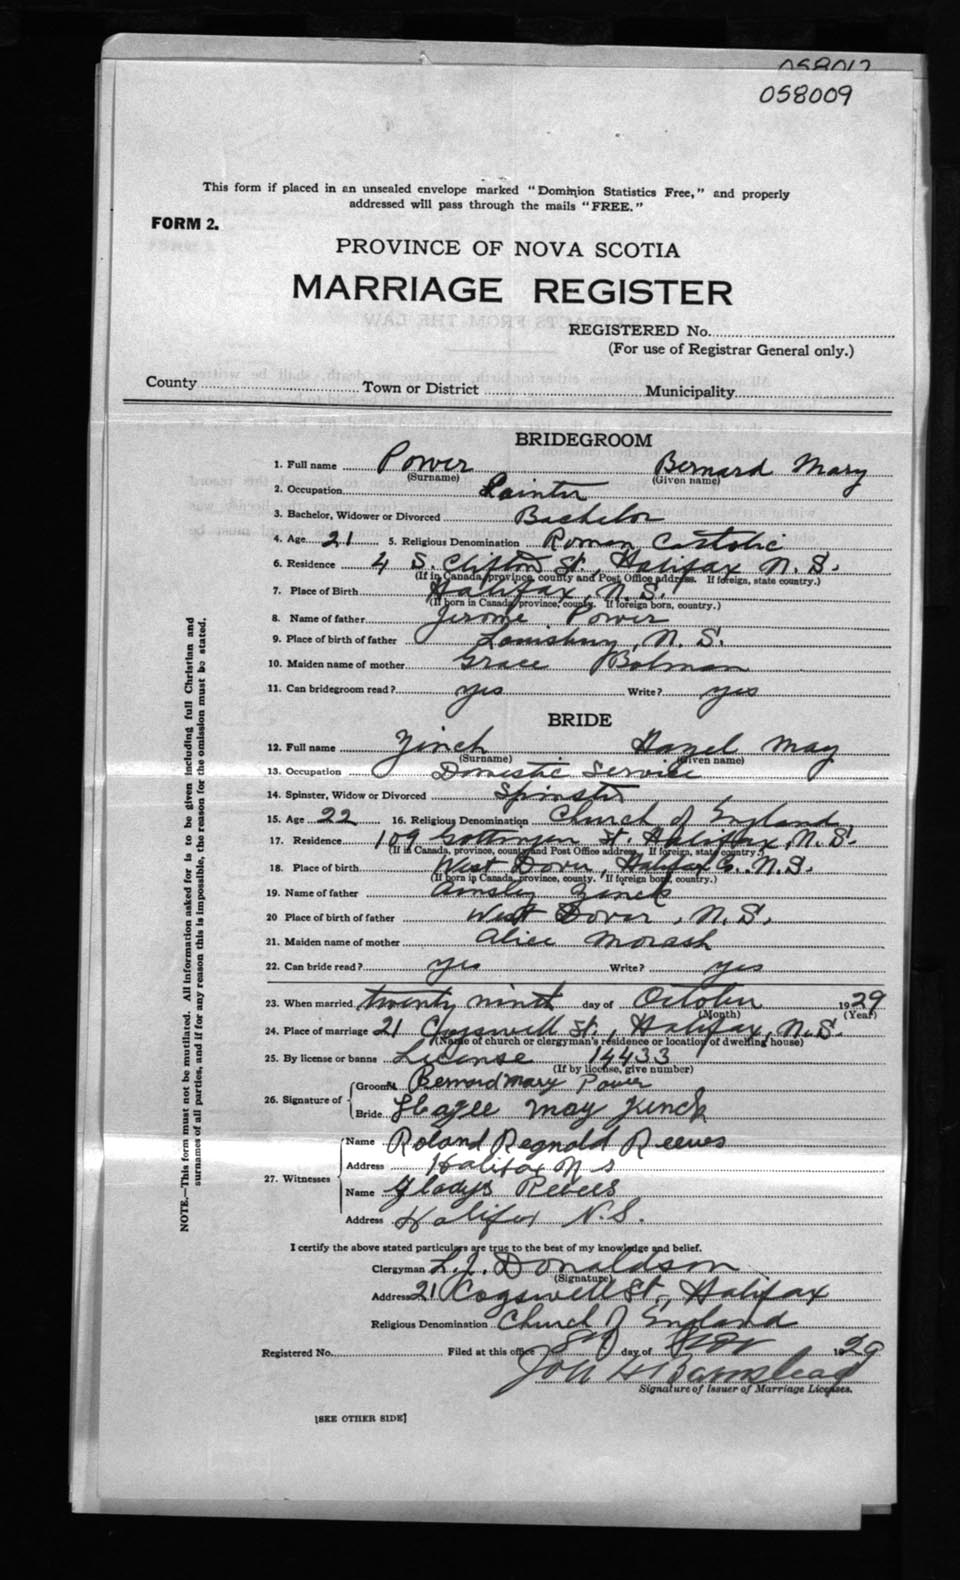 058012
058009
This form if placed in an unsealed envelope marked "Dominion Statistics Free," and properly
addressed will pass through the mails "FREE."
FORM 2.
PROVINCE OF NOVA SCOTIA
MARRIAGE REGISTER
REGISTERED No.
(For use of Registrar General only.)
County Town or District Municipality
BRIDEGROOM
1. Full name Power Bernard Mary
(Surname) (Given name)
2. Occupation Painter
3. Bachelor, Widower or Divorced Bachelor
4. Age 21 5. Religious Denomination Roman Catholic
6. Residence 4 S. Clifton St., Halifax N. S.
(If in Canada, province, county and Post Office address. If foreign, state country.)
7. Place of Birth Halifax, N.S.
(If born in Canada, province, county. If foreign born, country.)
8. Name of father Jerome Power
9. Place of birth of father Louisburg, N. S.
10. Maiden name of mother Grace Bolman
11. Can bridegroom read? yes Write? yes
BRIDE
12. Full name Zinck Hazel May
(Surname) (Given name)
13. Occupation Domestic Service
14. Spinster, Widow or Divorced Spinster
15. Age 22 16. Religious Denomination Church of England
17. Residence 109 Gottingen St Halifax, N.S.
(If in Canada, province, county and Post Office address. If foreign, state country.)
18. Place of birth West Dover, Halifax Co. N.S.
(If born in Canada, province, county. If foreign born, country.)
19. Name of father Ainsley Zinck
20 Place of birth of father West Dover, N.S.
21. Maiden name of mother Alice Morash
22. Can bride read? yes Write? yes
23. When married twenty ninth day of October 1929
(Month) (Year)
24. Place of marriage 21 Cogswell St., Halifax, N.S.
(Name of church or clergyman's residence or location of dwelling house)
25. By license or banns License 14433
(If by license, give number)
26. Signature of Groom Bernard Mary Power
Bride Hazel May Zinck
27. Witnesses Name Roland Regnold Reeves
Address Halifax N S
Name Gladys Reeves
Address Halifax N.S.
I certify the above stated particulars are true to the best of my knowledge and belief.
Clergyman L. J. Donaldson
(Signature)
Address 21 Cogswell St., Halifax
Religious Denomination Church of England
Registered No. Filed at this office 8th day of Nov 1929
Jon H Barnstead
Signature of Issuer of Marriage Licenses.
[SEE OTHER SIDE]
NOTE.—This form must not be mutilated. All information asked for is to be given including full Christian and
surnames of all parties, and if for any reason this is impossible, the reason for the omission must be stated.